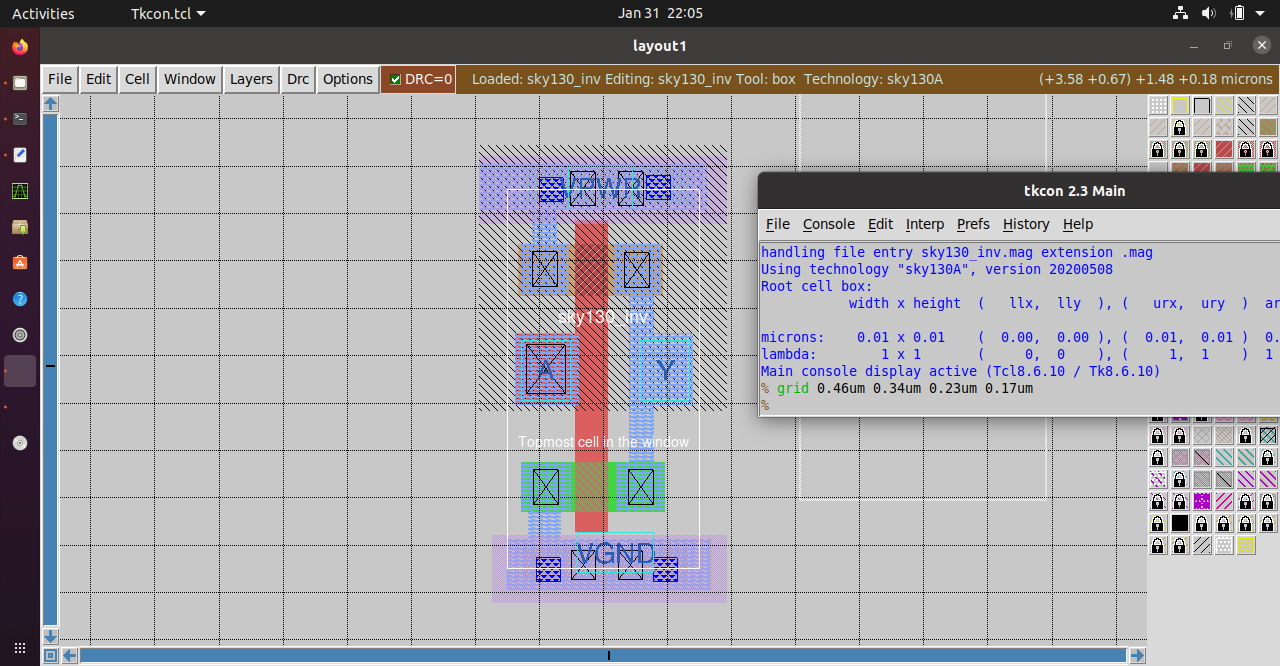 Activities Tkcon.tcl Jan 31 22:05
layout1
File Edit Cell Window Layers Drc Options DRC=0 Loaded: sky130_inv Editing: sky130_inv Tool: box Technology: sky130A (+3.58 +0.67) +1.48 +0.18 microns
VPWR
sky130_inv
A Y
Topmost cell in the window
VGND
tkcon 2.3 Main
File Console Edit Interp Prefs History Help
handling file entry sky130_inv.mag extension .mag
Using technology "sky130A", version 20200508
Root cell box:
width x height ( llx, lly ), ( urx, ury ) ar
microns: 0.01 x 0.01 ( 0.00, 0.00 ), ( 0.01, 0.01 ) 0.
lambda: 1 x 1 ( 0, 0 ), ( 1, 1 ) 1
Main console display active (Tcl8.6.10 / Tk8.6.10)
% grid 0.46um 0.34um 0.23um 0.17um
%